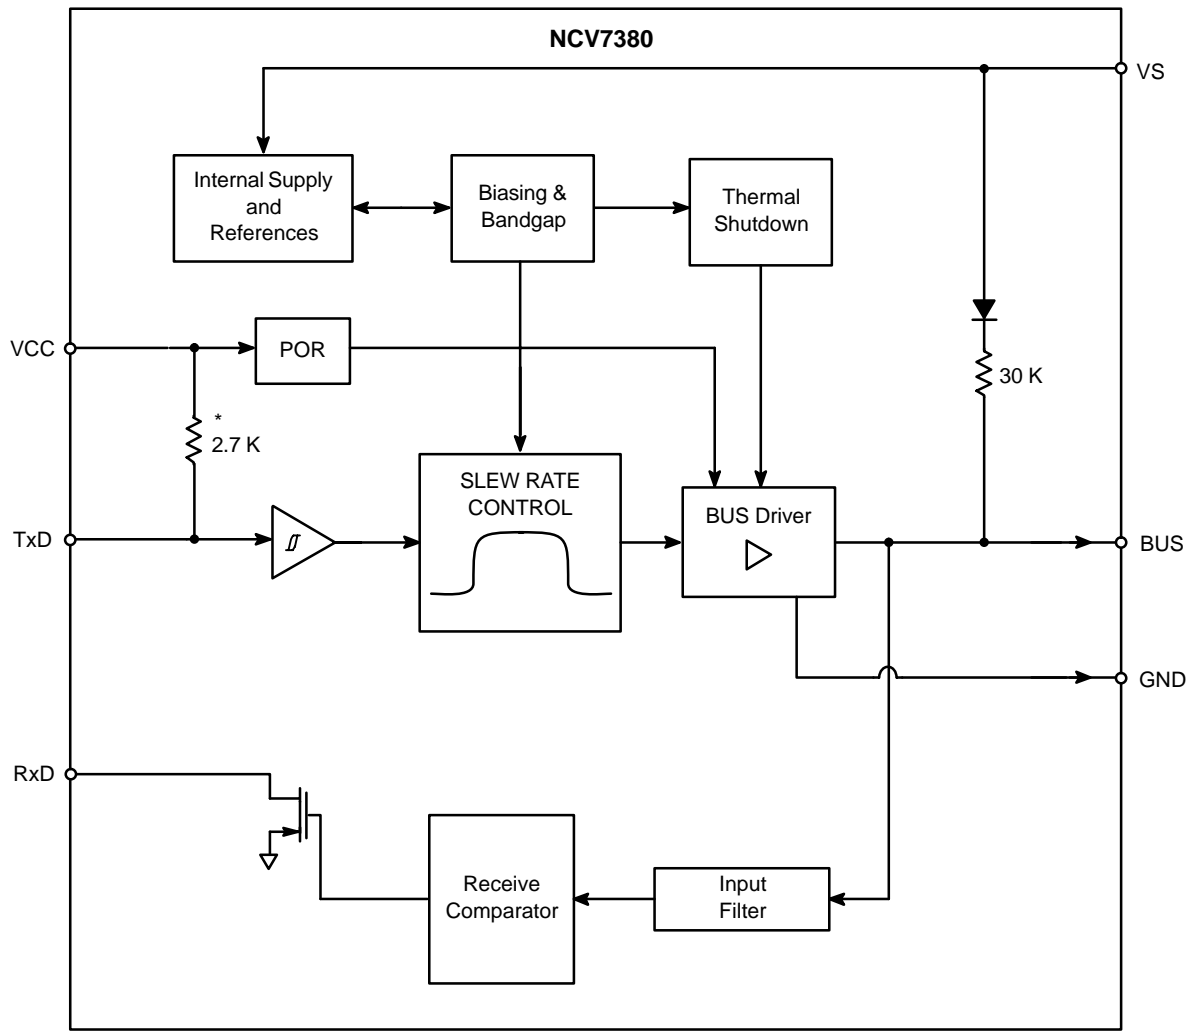 NCV7380
VS
Internal Supply
and
References
Biasing &
Bandgap
Thermal
Shutdown
VCC
POR
30 K
*
2.7 K
SLEW RATE
CONTROL
BUS Driver
TxD
BUS
GND
RxD
Receive
Comparator
Input
Filter